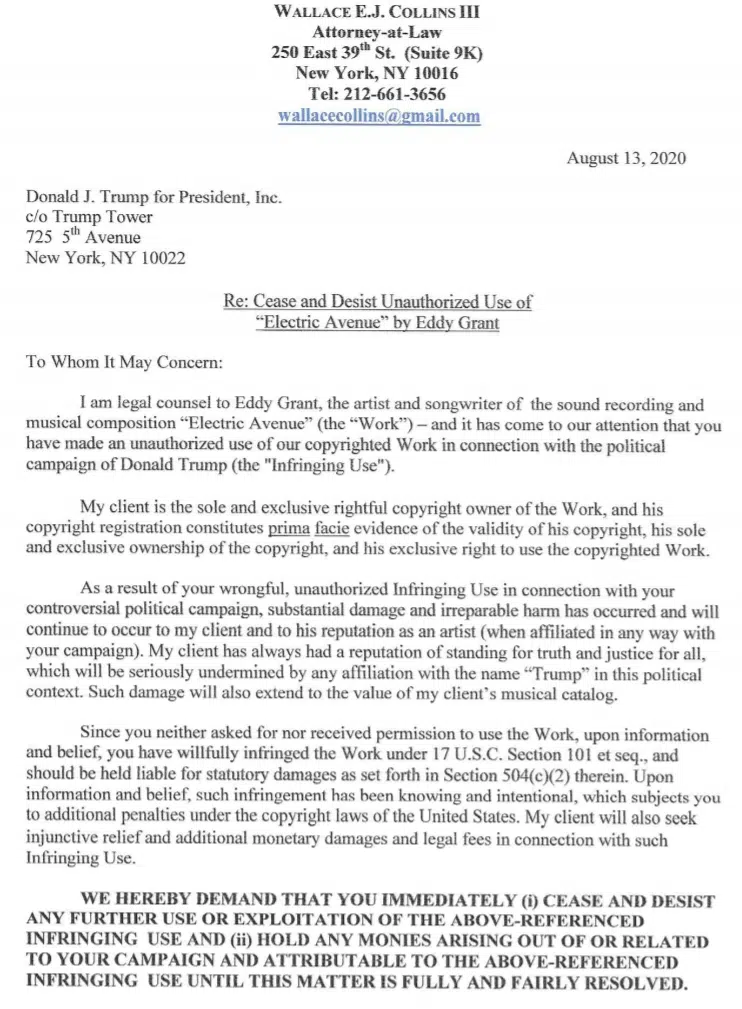 WALLACE E.J. COLLINS III
Attorney-at-Law
250 East 39th St. (Suite 9K)
New York, NY 10016
Tel: 212-661-3656
wallacecollins@gmail.com
August 13, 2020
Donald J. Trump for President, Inc.
c/o Trump Tower
725 5th Avenue
New York, NY 10022
Re: Cease and Desist Unauthorized Use of
“Electric Avenue” by Eddy Grant
To Whom It May Concern:
I am legal counsel to Eddy Grant, the artist and songwriter of the sound recording and
musical composition “Electric Avenue” (the “Work”) – and it has come to our attention that you
have made an unauthorized use of our copyrighted Work in connection with the political
campaign of Donald Trump (the "Infringing Use").
My client is the sole and exclusive rightful copyright owner of the Work, and his
copyright registration constitutes prima facie evidence of the validity of his copyright, his sole
and exclusive ownership of the copyright, and his exclusive right to use the copyrighted Work.
As a result of your wrongful, unauthorized Infringing Use in connection with your
controversial political campaign, substantial damage and irreparable harm has occurred and will
continue to occur to my client and to his reputation as an artist (when affiliated in any way with
your campaign). My client has always had a reputation of standing for truth and justice for all,
which will be seriously undermined by any affiliation with the name “Trump” in this political
context. Such damage will also extend to the value of my client’s musical catalog.
Since you neither asked for nor received permission to use the Work, upon information
and belief, you have willfully infringed the Work under 17 U.S.C. Section 101 et seq., and
should be held liable for statutory damages as set forth in Section 504(c)(2) therein. Upon
information and belief, such infringement has been knowing and intentional, which subjects you
to additional penalties under the copyright laws of the United States. My client will also seek
injunctive relief and additional monetary damages and legal fees in connection with such
Infringing Use.
WE HEREBY DEMAND THAT YOU IMMEDIATELY (i) CEASE AND DESIST
ANY FURTHER USE OR EXPLOITATION OF THE ABOVE-REFERENCED
INFRINGING USE AND (ii) HOLD ANY MONIES ARISING OUT OF OR RELATED
TO YOUR CAMPAIGN AND ATTRIBUTABLE TO THE ABOVE-REFERENCED
INFRINGING USE UNTIL THIS MATTER IS FULLY AND FAIRLY RESOLVED.